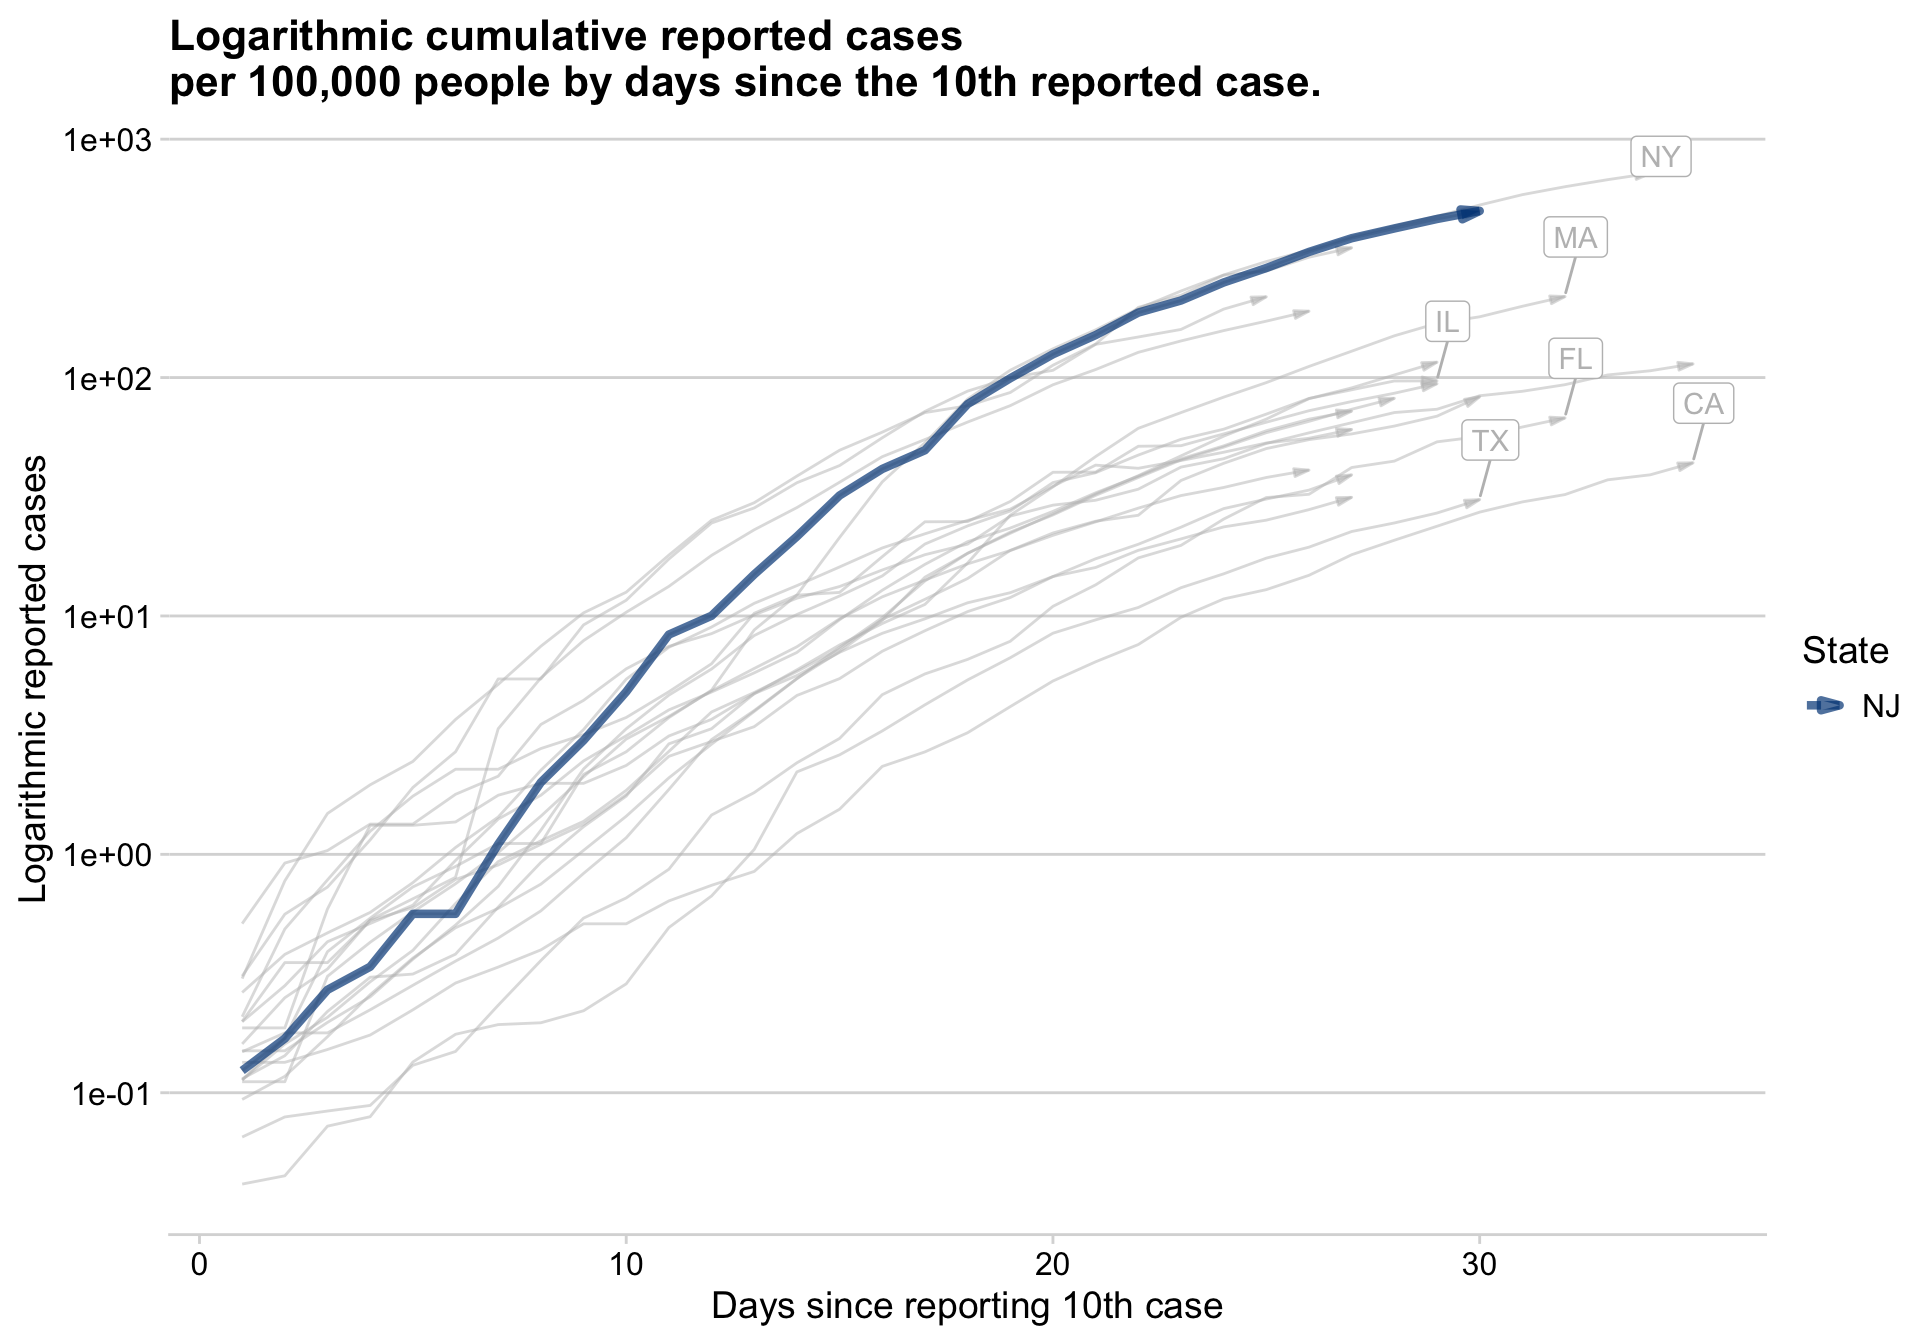 Logarithmic cumulative reported cases
per 100,000 people by days since the 10th reported case.
1e+03
1e+02
1e+01
1e+00
1e-01
Logarithmic reported cases
NY
MA
IL
FL
CA
TX
State
NJ
0
10
20
30
Days since reporting 10th case